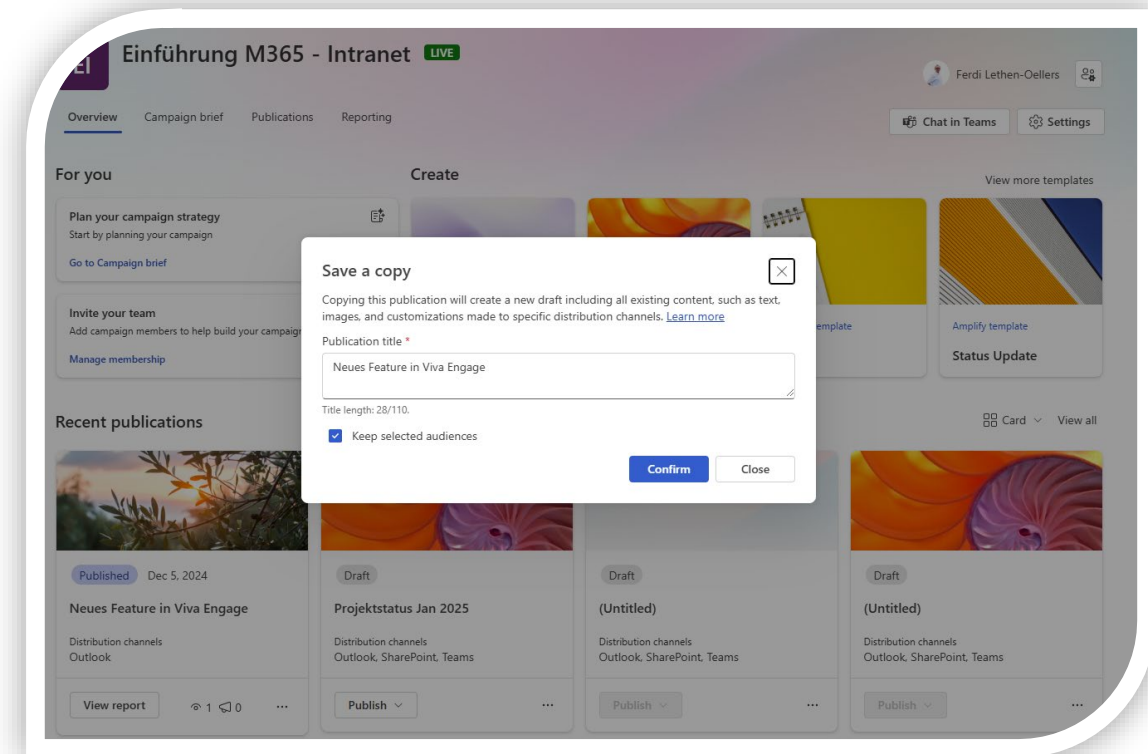 EI
Einführung M365 - Intranet LIVE
Ferdi Lethen-Oellers
Overview Campaign brief Publications Reporting
Chat in Teams Settings
For you
Create
View more templates
Plan your campaign strategy
Start by planning your campaign
Go to Campaign brief
Invite your team
Add campaign members to help build your campaign
Manage membership
Amplify template
Status Update
Save a copy
Copying this publication will create a new draft including all existing content, such as text,
images, and customizations made to specific distribution channels. Learn more
Publication title *
Neues Feature in Viva Engage
Title length: 28/110.
Keep selected audiences
Confirm Close
Recent publications
Card View all
Published Dec 5, 2024
Neues Feature in Viva Engage
Distribution channels
Outlook
View report 1 0 ...
Draft
Projektstatus Jan 2025
Distribution channels
Outlook, SharePoint, Teams
Publish ...
Draft
(Untitled)
Distribution channels
Outlook, SharePoint, Teams
Publish ...
Draft
(Untitled)
Distribution channels
Outlook, SharePoint, Teams
Publish ...